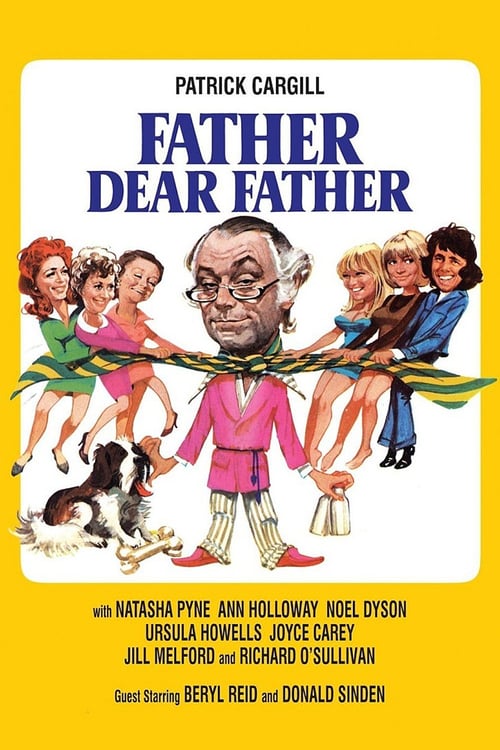 PATRICK CARGILL
FATHER
DEAR FATHER
with NATASHA PYNE ANN HOLLOWAY NOEL DYSON
URSULA HOWELLS JOYCE CAREY
JILL MELFORD and RICHARD O'SULLIVAN
Guest Starring BERYL REID and DONALD SINDEN